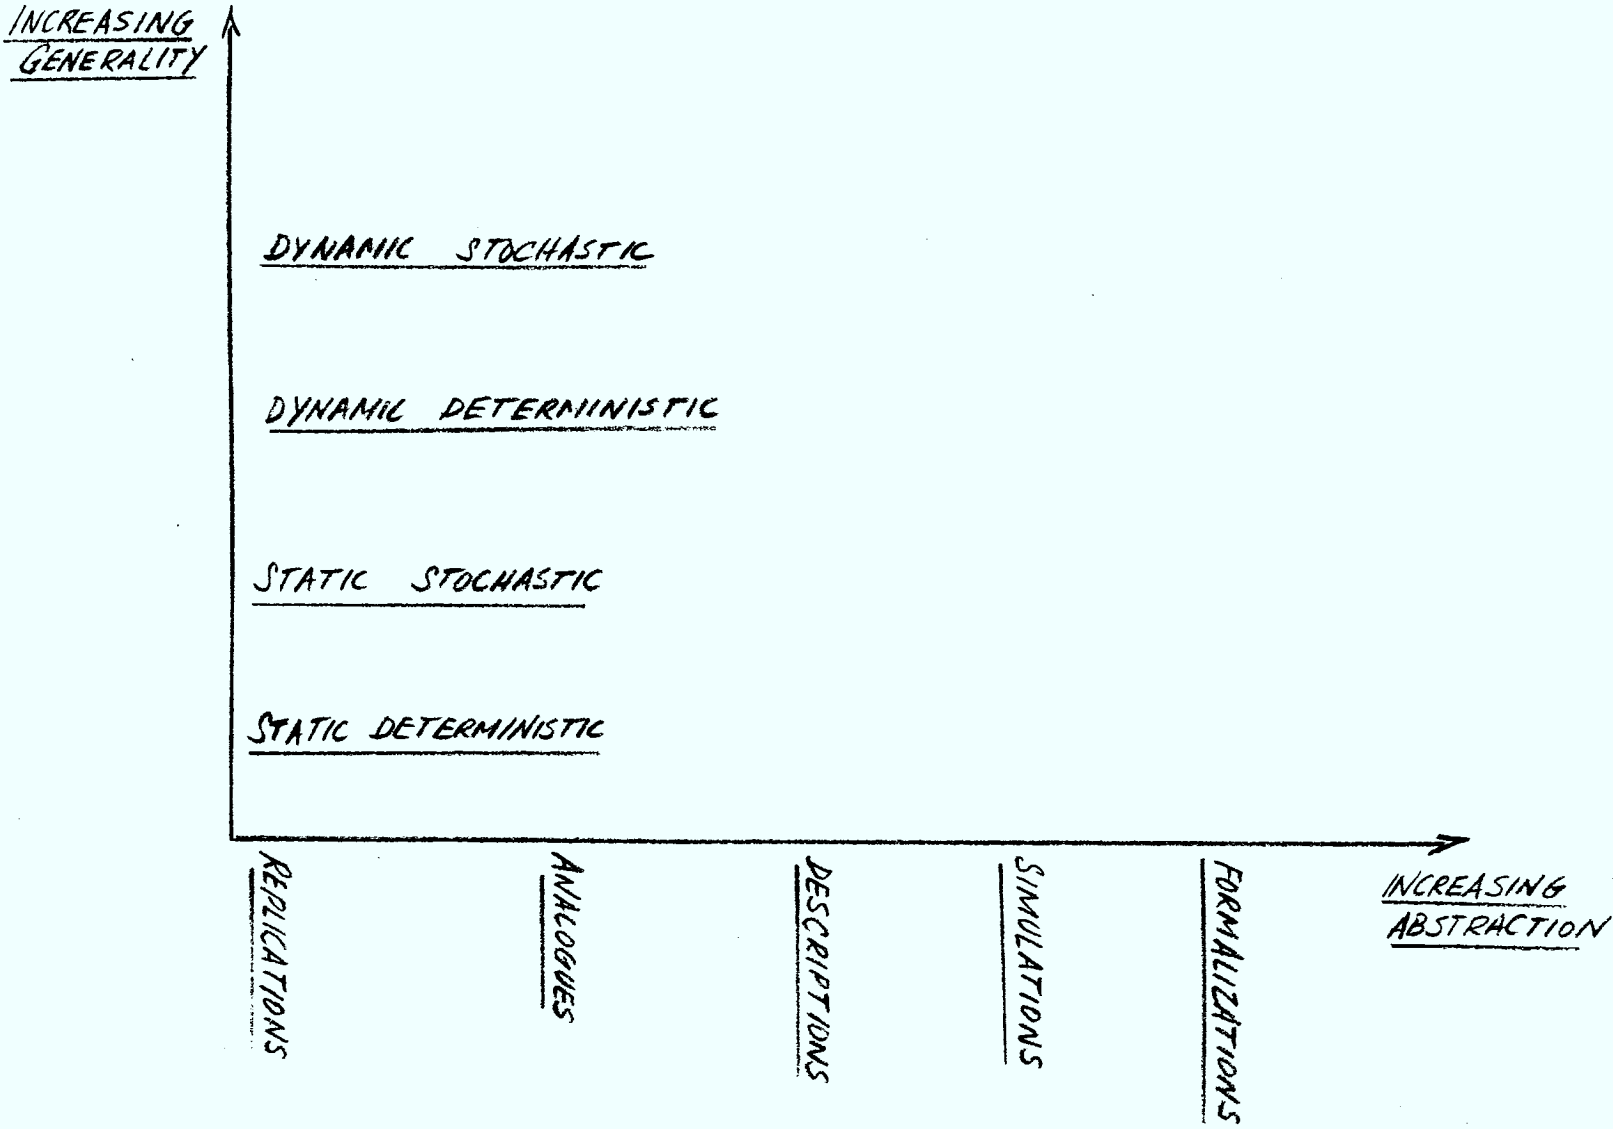 INCREASING
GENERALITY
DYNAMIC STOCHASTIC
DYNAMIC DETERMINISTIC
STATIC STOCHASTIC
STATIC DETERMINISTIC
REPLICATIONS
ANALOGUES
DESCRIPTIONS
SIMULATIONS
FORMALIZATIONS
INCREASING
ABSTRACTION